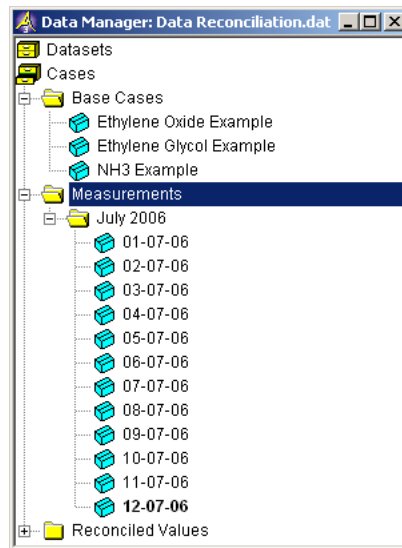 Data Manager: Data Reconciliation.dat
Datasets
Cases
Base Cases
Ethylene Oxide Example
Ethylene Glycol Example
NH3 Example
Measurements
July 2006
01-07-06
02-07-06
03-07-06
04-07-06
05-07-06
06-07-06
07-07-06
08-07-06
09-07-06
10-07-06
11-07-06
12-07-06
Reconciled Values